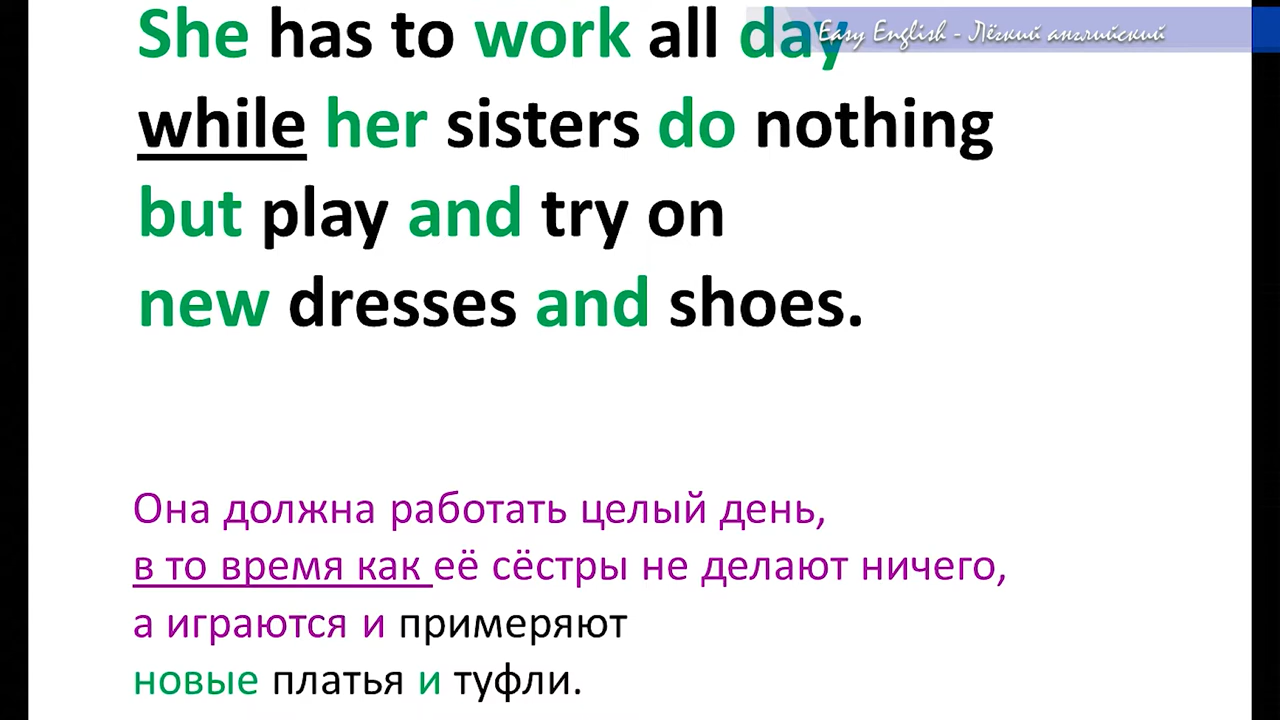 She has to work all day
Easy English - Лёгкий английский
while her sisters do nothing
but play and try on
new dresses and shoes.
Она должна работать целый день,
в то время как её сёстры не делают ничего,
а играются и примеряют
новые платья и туфли.